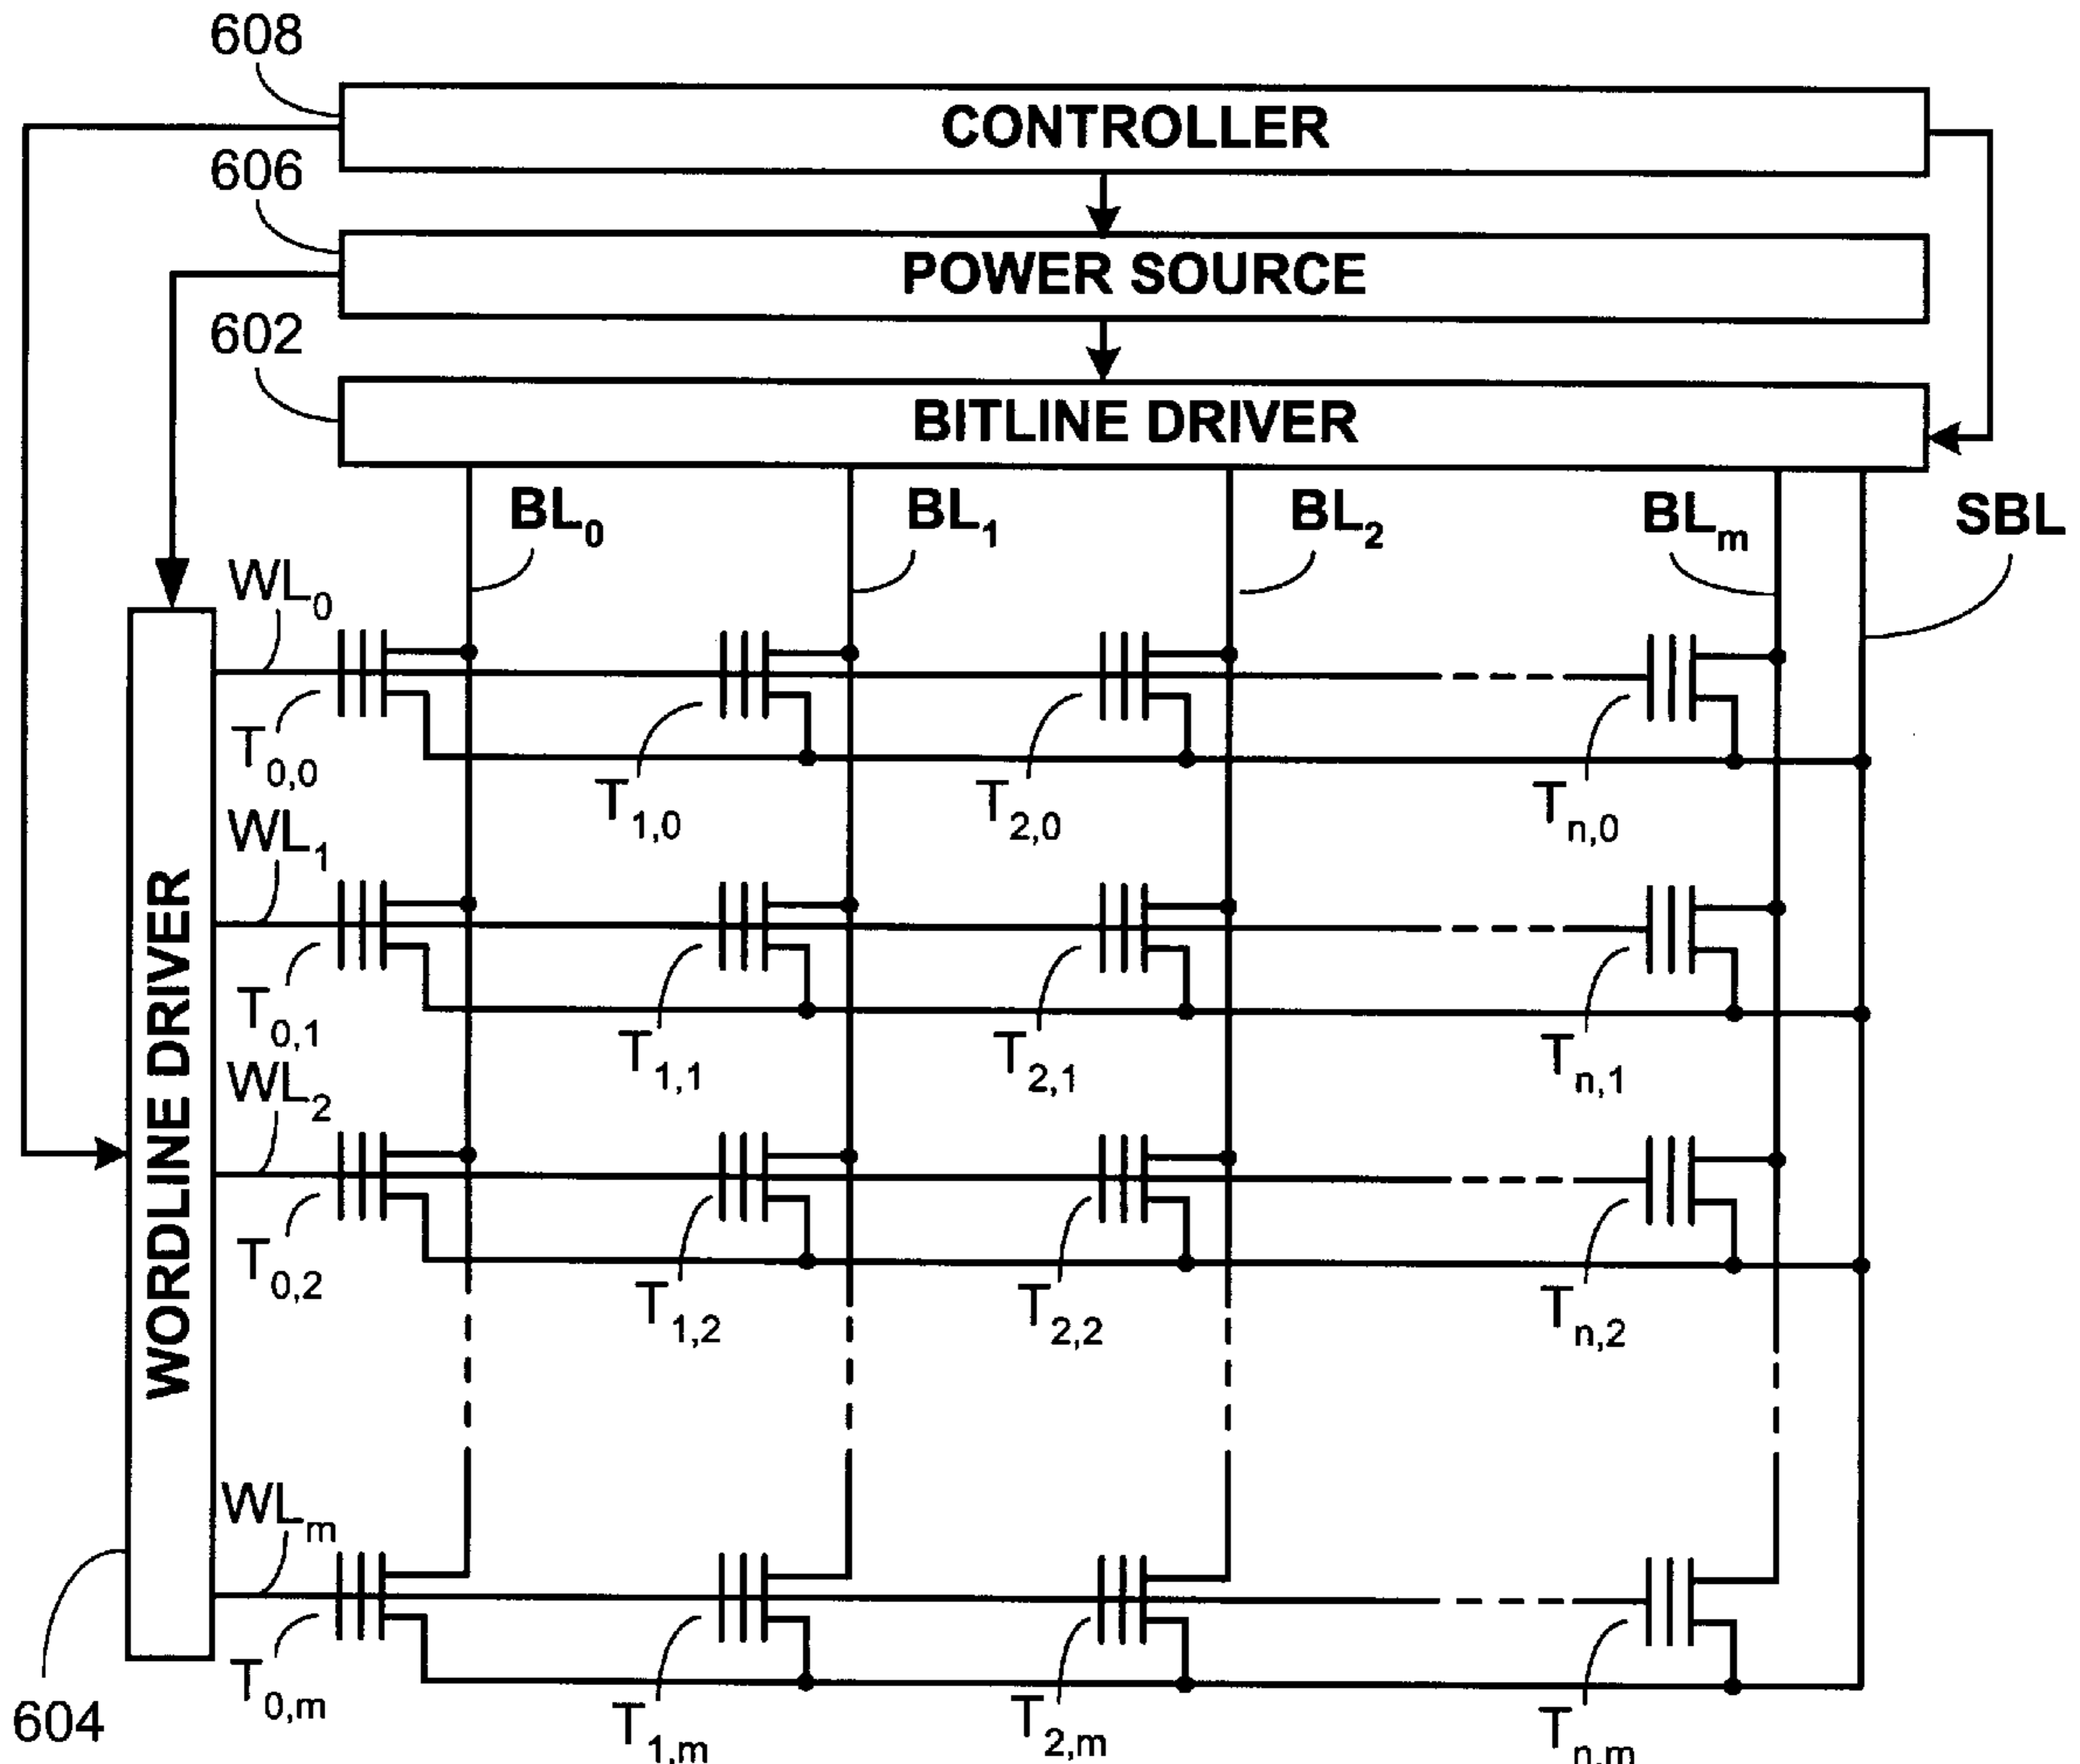 608
CONTROLLER
606
POWER SOURCE
602
BITLINE DRIVER
BL₀
BL₁
BL₂
BLₘ
SBL
WL₀
T₀,₀
T₁,₀
T₂,₀
Tₙ,₀
WL₁
T₀,₁
T₁,₁
T₂,₁
Tₙ,₁
WORDLINE DRIVER
WL₂
T₀,₂
T₁,₂
T₂,₂
Tₙ,₂
WLₘ
T₀,ₘ
T₁,ₘ
T₂,ₘ
Tₙ,ₘ
604